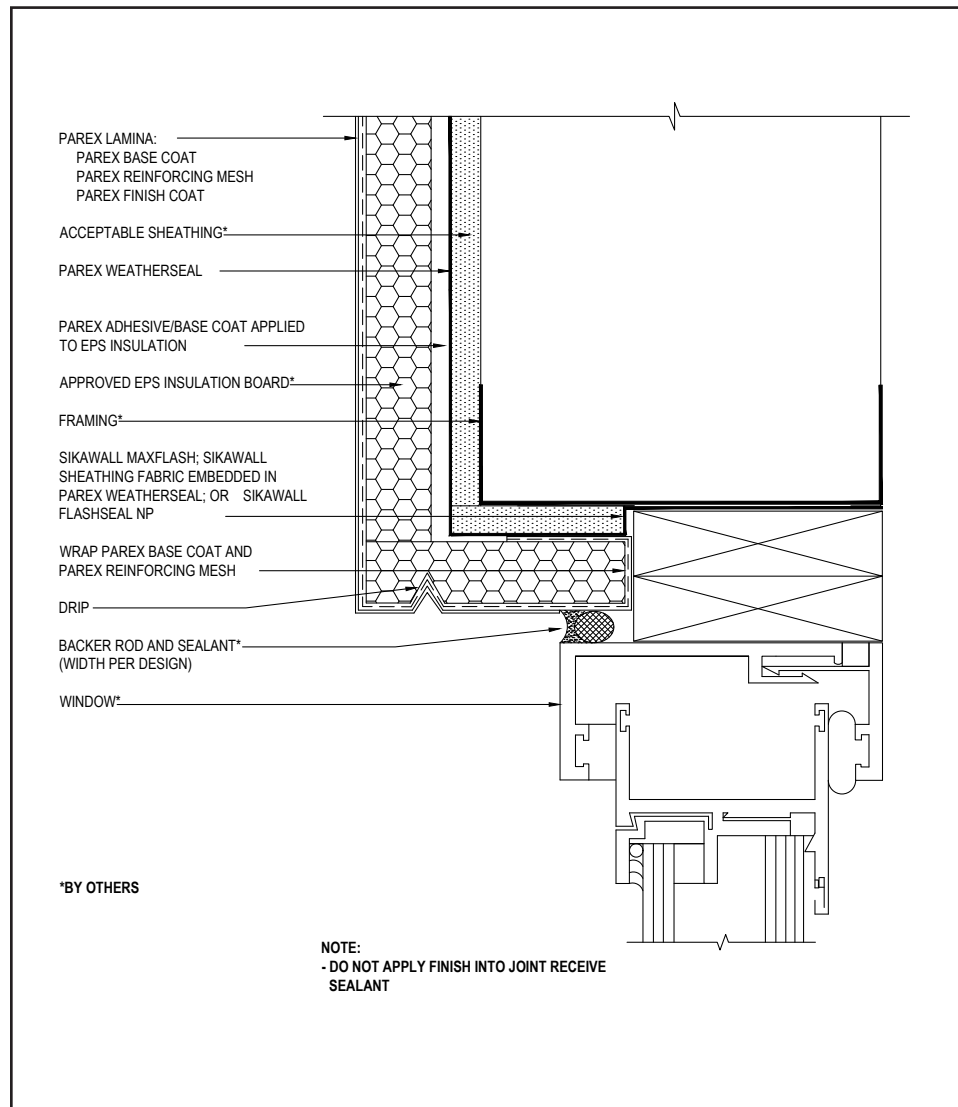 PAREX LAMINA:
PAREX BASE COAT
PAREX REINFORCING MESH
PAREX FINISH COAT
ACCEPTABLE SHEATHING*
PAREX WEATHERSEAL
PAREX ADHESIVE/BASE COAT APPLIED
TO EPS INSULATION
APPROVED EPS INSULATION BOARD*
FRAMING*
SIKAWALL MAXFLASH; SIKAWALL
SHEATHING FABRIC EMBEDDED IN
PAREX WEATHERSEAL; OR SIKAWALL
FLASHSEAL NP
WRAP PAREX BASE COAT AND
PAREX REINFORCING MESH
DRIP
BACKER ROD AND SEALANT*
(WIDTH PER DESIGN)
WINDOW*
*BY OTHERS
NOTE:
- DO NOT APPLY FINISH INTO JOINT RECEIVE
SEALANT